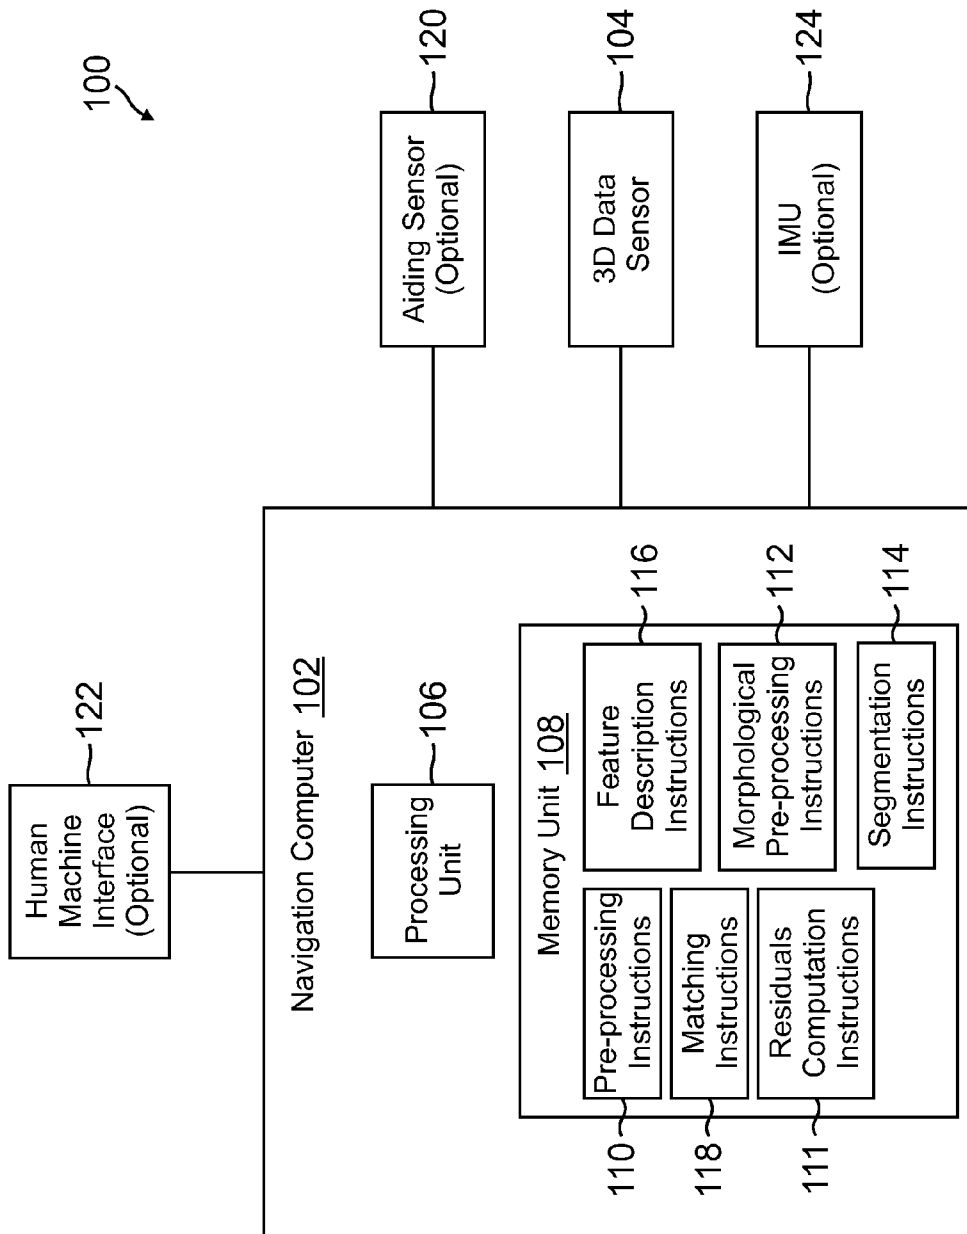 100
Human
Machine
Interface
(Optional)
122
Navigation Computer 102
Processing
Unit
106
Aiding Sensor
(Optional)
120
Memory Unit 108
110
Pre-processing
Instructions
Feature
Description
Instructions
116
3D Data
Sensor
104
118
Matching
Instructions
Morphological
Pre-processing
Instructions
112
111
Residuals
Computation
Instructions
Segmentation
Instructions
114
IMU
(Optional)
124